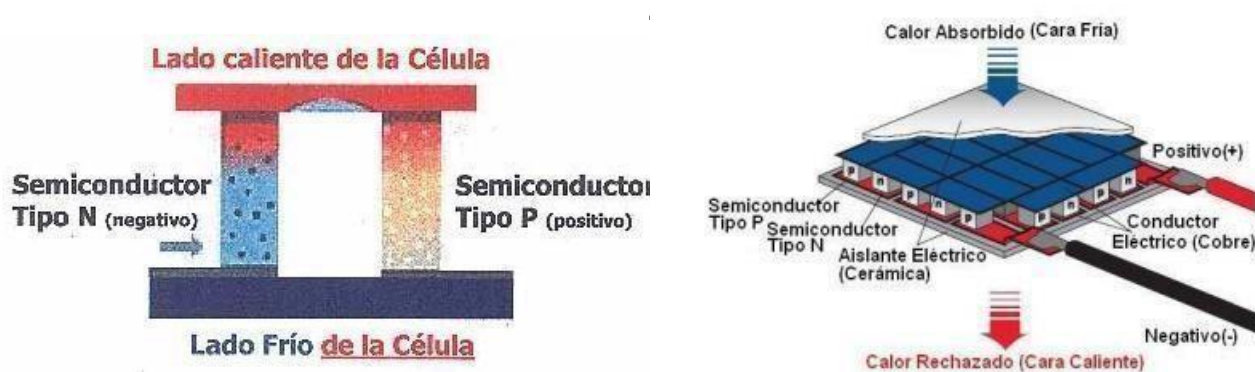 Lado caliente de la Célula
Semiconductor
Tipo N (negativo)
Semiconductor
Tipo P (positivo)
Lado Frío de la Célula
Calor Absorbido (Cara Fría)
Positivo(+)
Semiconductor
Tipo P
Semiconductor
Tipo N
Aislante Eléctrico
(Cerámica)
Conductor
Eléctrico (Cobre)
p n p n p p n p n
Negativo(-)
Calor Rechazado (Cara Caliente)